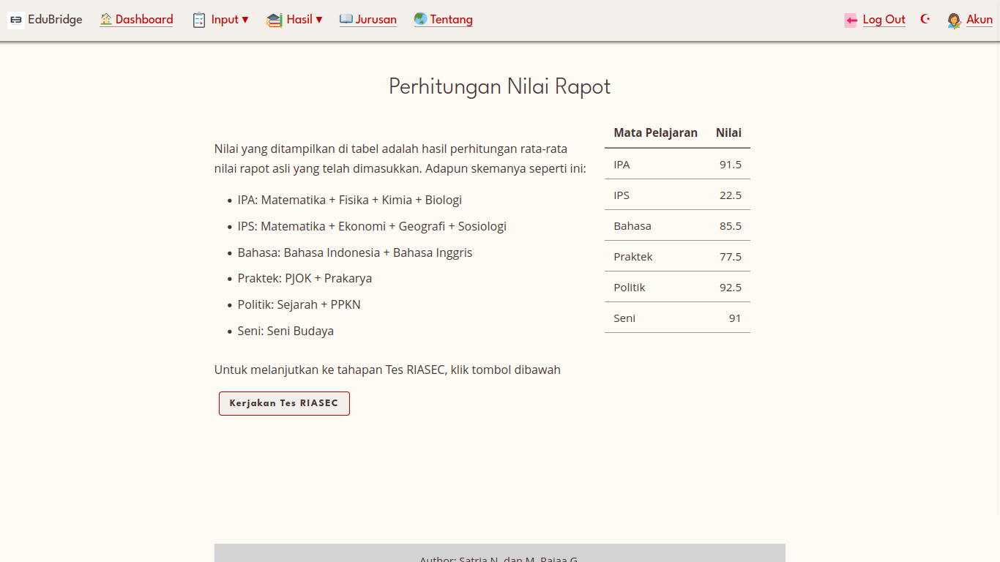 EduBridge Dashboard Input ▼ Hasil ▼ Jurusan Tentang Log Out Akun
Perhitungan Nilai Rapot
Nilai yang ditampilkan di tabel adalah hasil perhitungan rata-rata
nilai rapot asli yang telah dimasukkan. Adapun skemanya seperti ini:
• IPA: Matematika + Fisika + Kimia + Biologi
• IPS: Matematika + Ekonomi + Geografi + Sosiologi
• Bahasa: Bahasa Indonesia + Bahasa Inggris
• Praktek: PJOK + Prakarya
• Politik: Sejarah + PPKN
• Seni: Seni Budaya
Untuk melanjutkan ke tahapan Tes RIASEC, klik tombol dibawah
Kerjakan Tes RIASEC
Mata Pelajaran Nilai
IPA 91.5
IPS 22.5
Bahasa 85.5
Praktek 77.5
Politik 92.5
Seni 91
Author: Satria N. dan M. Rajaa G.